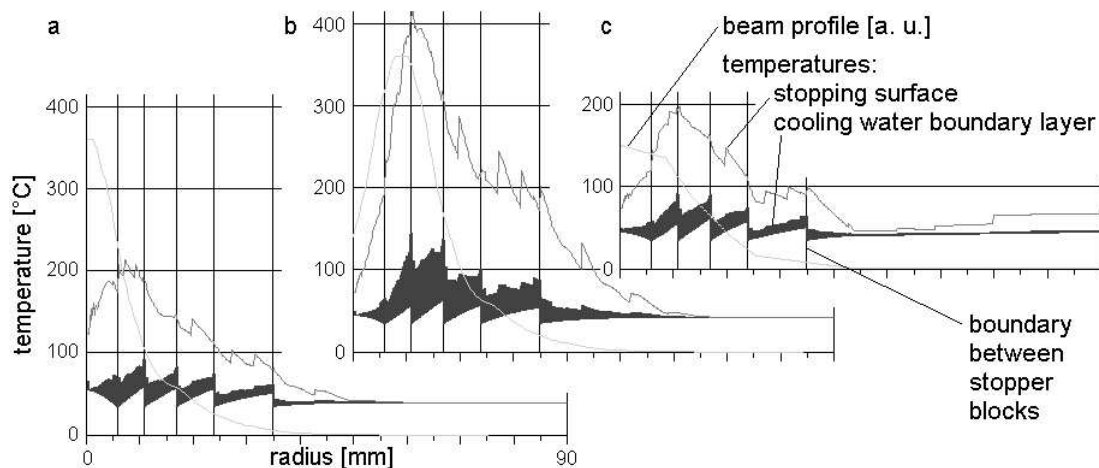 a
b
c
beam profile [a. u.]
temperatures:
stopping surface
cooling water boundary layer
400
300
200
100
0
400
300
200
100
0
200
100
0
temperature [°C]
boundary
between
stopper
blocks
0
radius [mm]
90